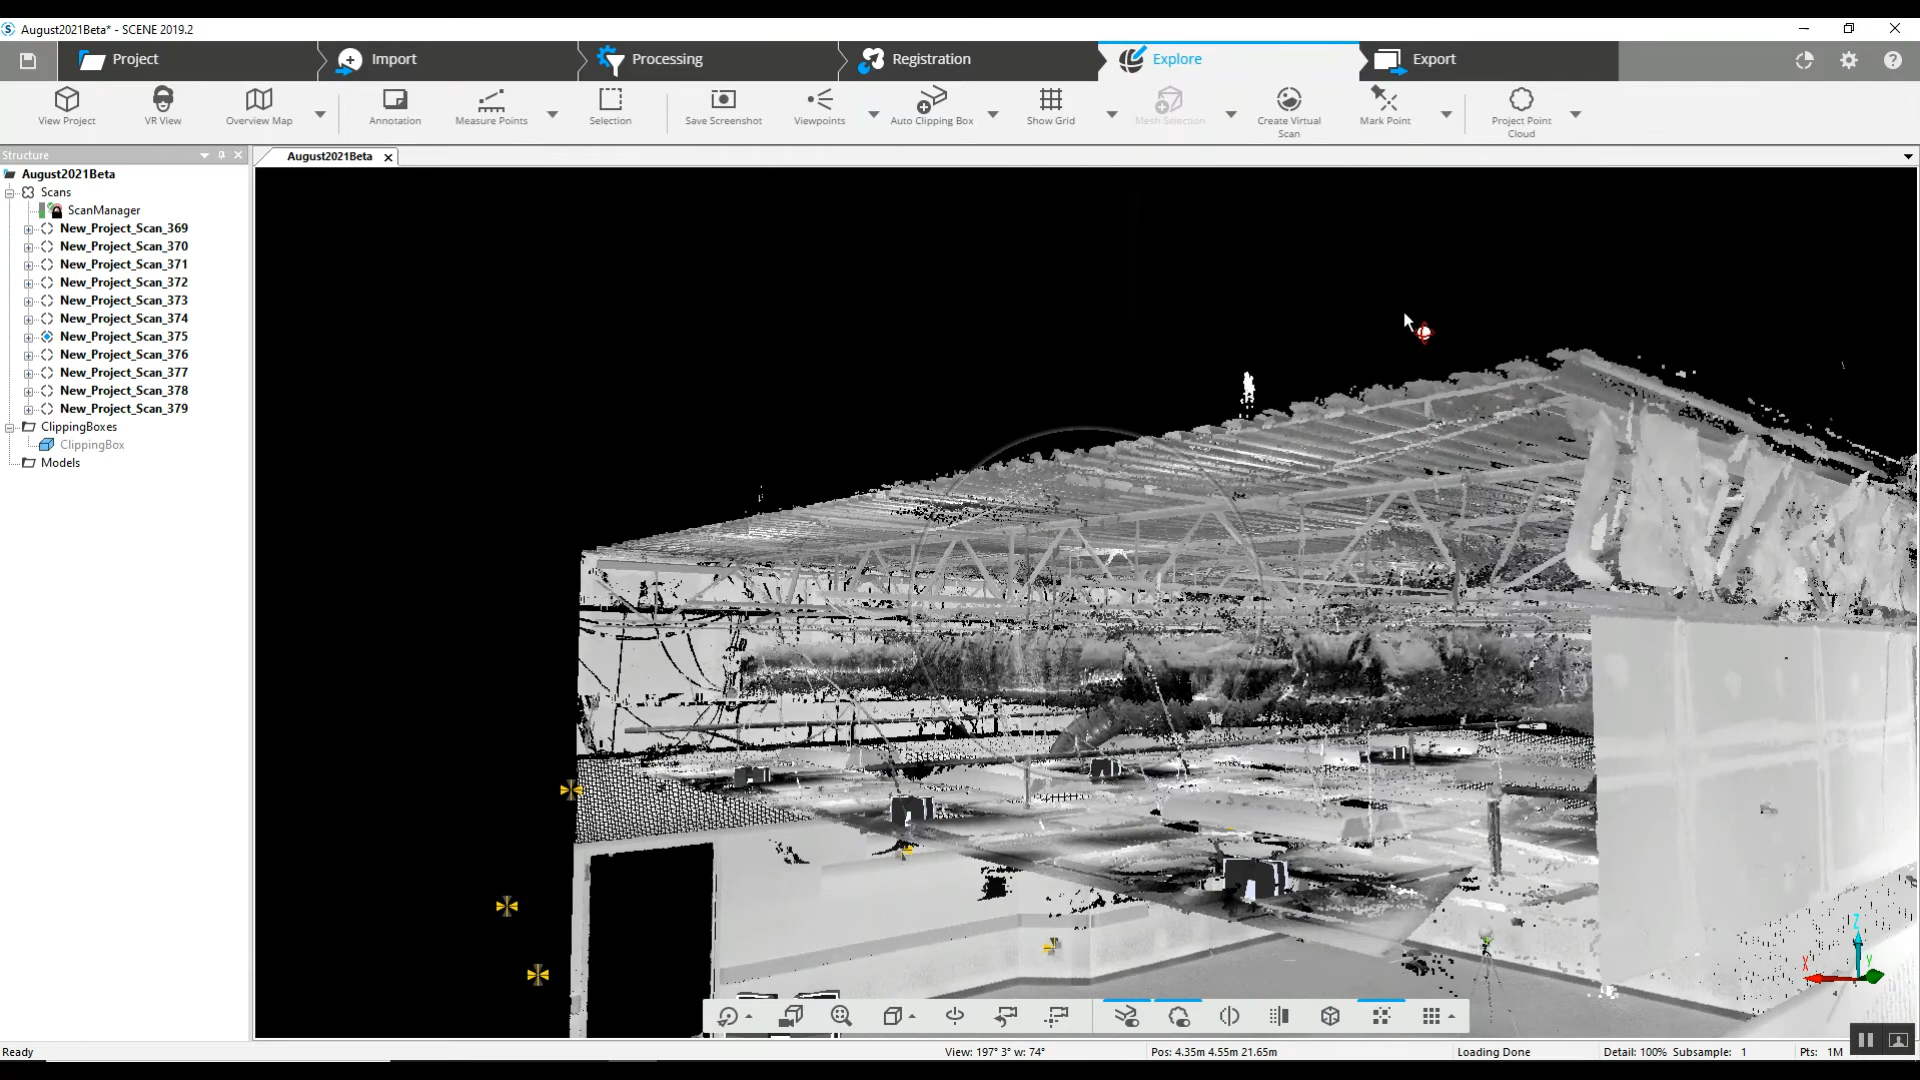 August2021Beta* - SCENE 2019.2
Project
Import
Processing
Registration
Explore
Export
View Project
VR View
Overview Map
Annotation
Measure Points
Selection
Save Screenshot
Viewpoints
Auto Clipping Box
Show Grid
Mesh Selection
Create Virtual
Scan
Mark Point
Project Point
Cloud
Structure
August2021Beta
August2021Beta
Scans
ScanManager
New_Project_Scan_369
New_Project_Scan_370
New_Project_Scan_371
New_Project_Scan_372
New_Project_Scan_373
New_Project_Scan_374
New_Project_Scan_375
New_Project_Scan_376
New_Project_Scan_377
New_Project_Scan_378
New_Project_Scan_379
ClippingBoxes
ClippingBox
Models
Z
X
Y
Ready
View: 197° 3° w: 74°
Pos: 4.35m 4.55m 21.65m
Loading Done
Detail: 100% Subsample: 1
Pts: 1M